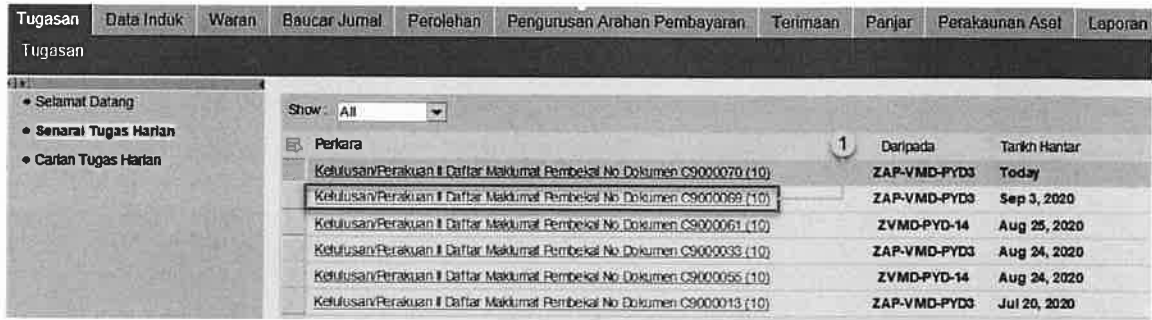 Tugasan Data Induk Waran Baucar Jurnal Perolehan Pengurusan Arahan Pembayaran Terimaan Panjar Perakaunan Aset Laporan
Tugasan
Selamat Datang
Senarai Tugas Harian
Carian Tugas Harian
Show : All
Perkara 1 Daripada Tarikh Hantar
Kelulusan/Perakuan II Daftar Maklumat Pembekal No Dokumen C9000070 (10) ZAP-VMD-PYD3 Today
Kelulusan/Perakuan II Daftar Maklumat Pembekal No Dokumen C9000069 (10) ZAP-VMD-PYD3 Sep 3, 2020
Kelulusan/Perakuan II Daftar Maklumat Pembekal No Dokumen C9000061 (10) ZVMD-PYD-14 Aug 25, 2020
Kelulusan/Perakuan II Daftar Maklumat Pembekal No Dokumen C9000033 (10) ZAP-VMD-PYD3 Aug 24, 2020
Kelulusan/Perakuan II Daftar Maklumat Pembekal No Dokumen C9000055 (10) ZVMD-PYD-14 Aug 24, 2020
Kelulusan/Perakuan II Daftar Maklumat Pembekal No Dokumen C9000013 (10) ZAP-VMD-PYD3 Jul 20, 2020